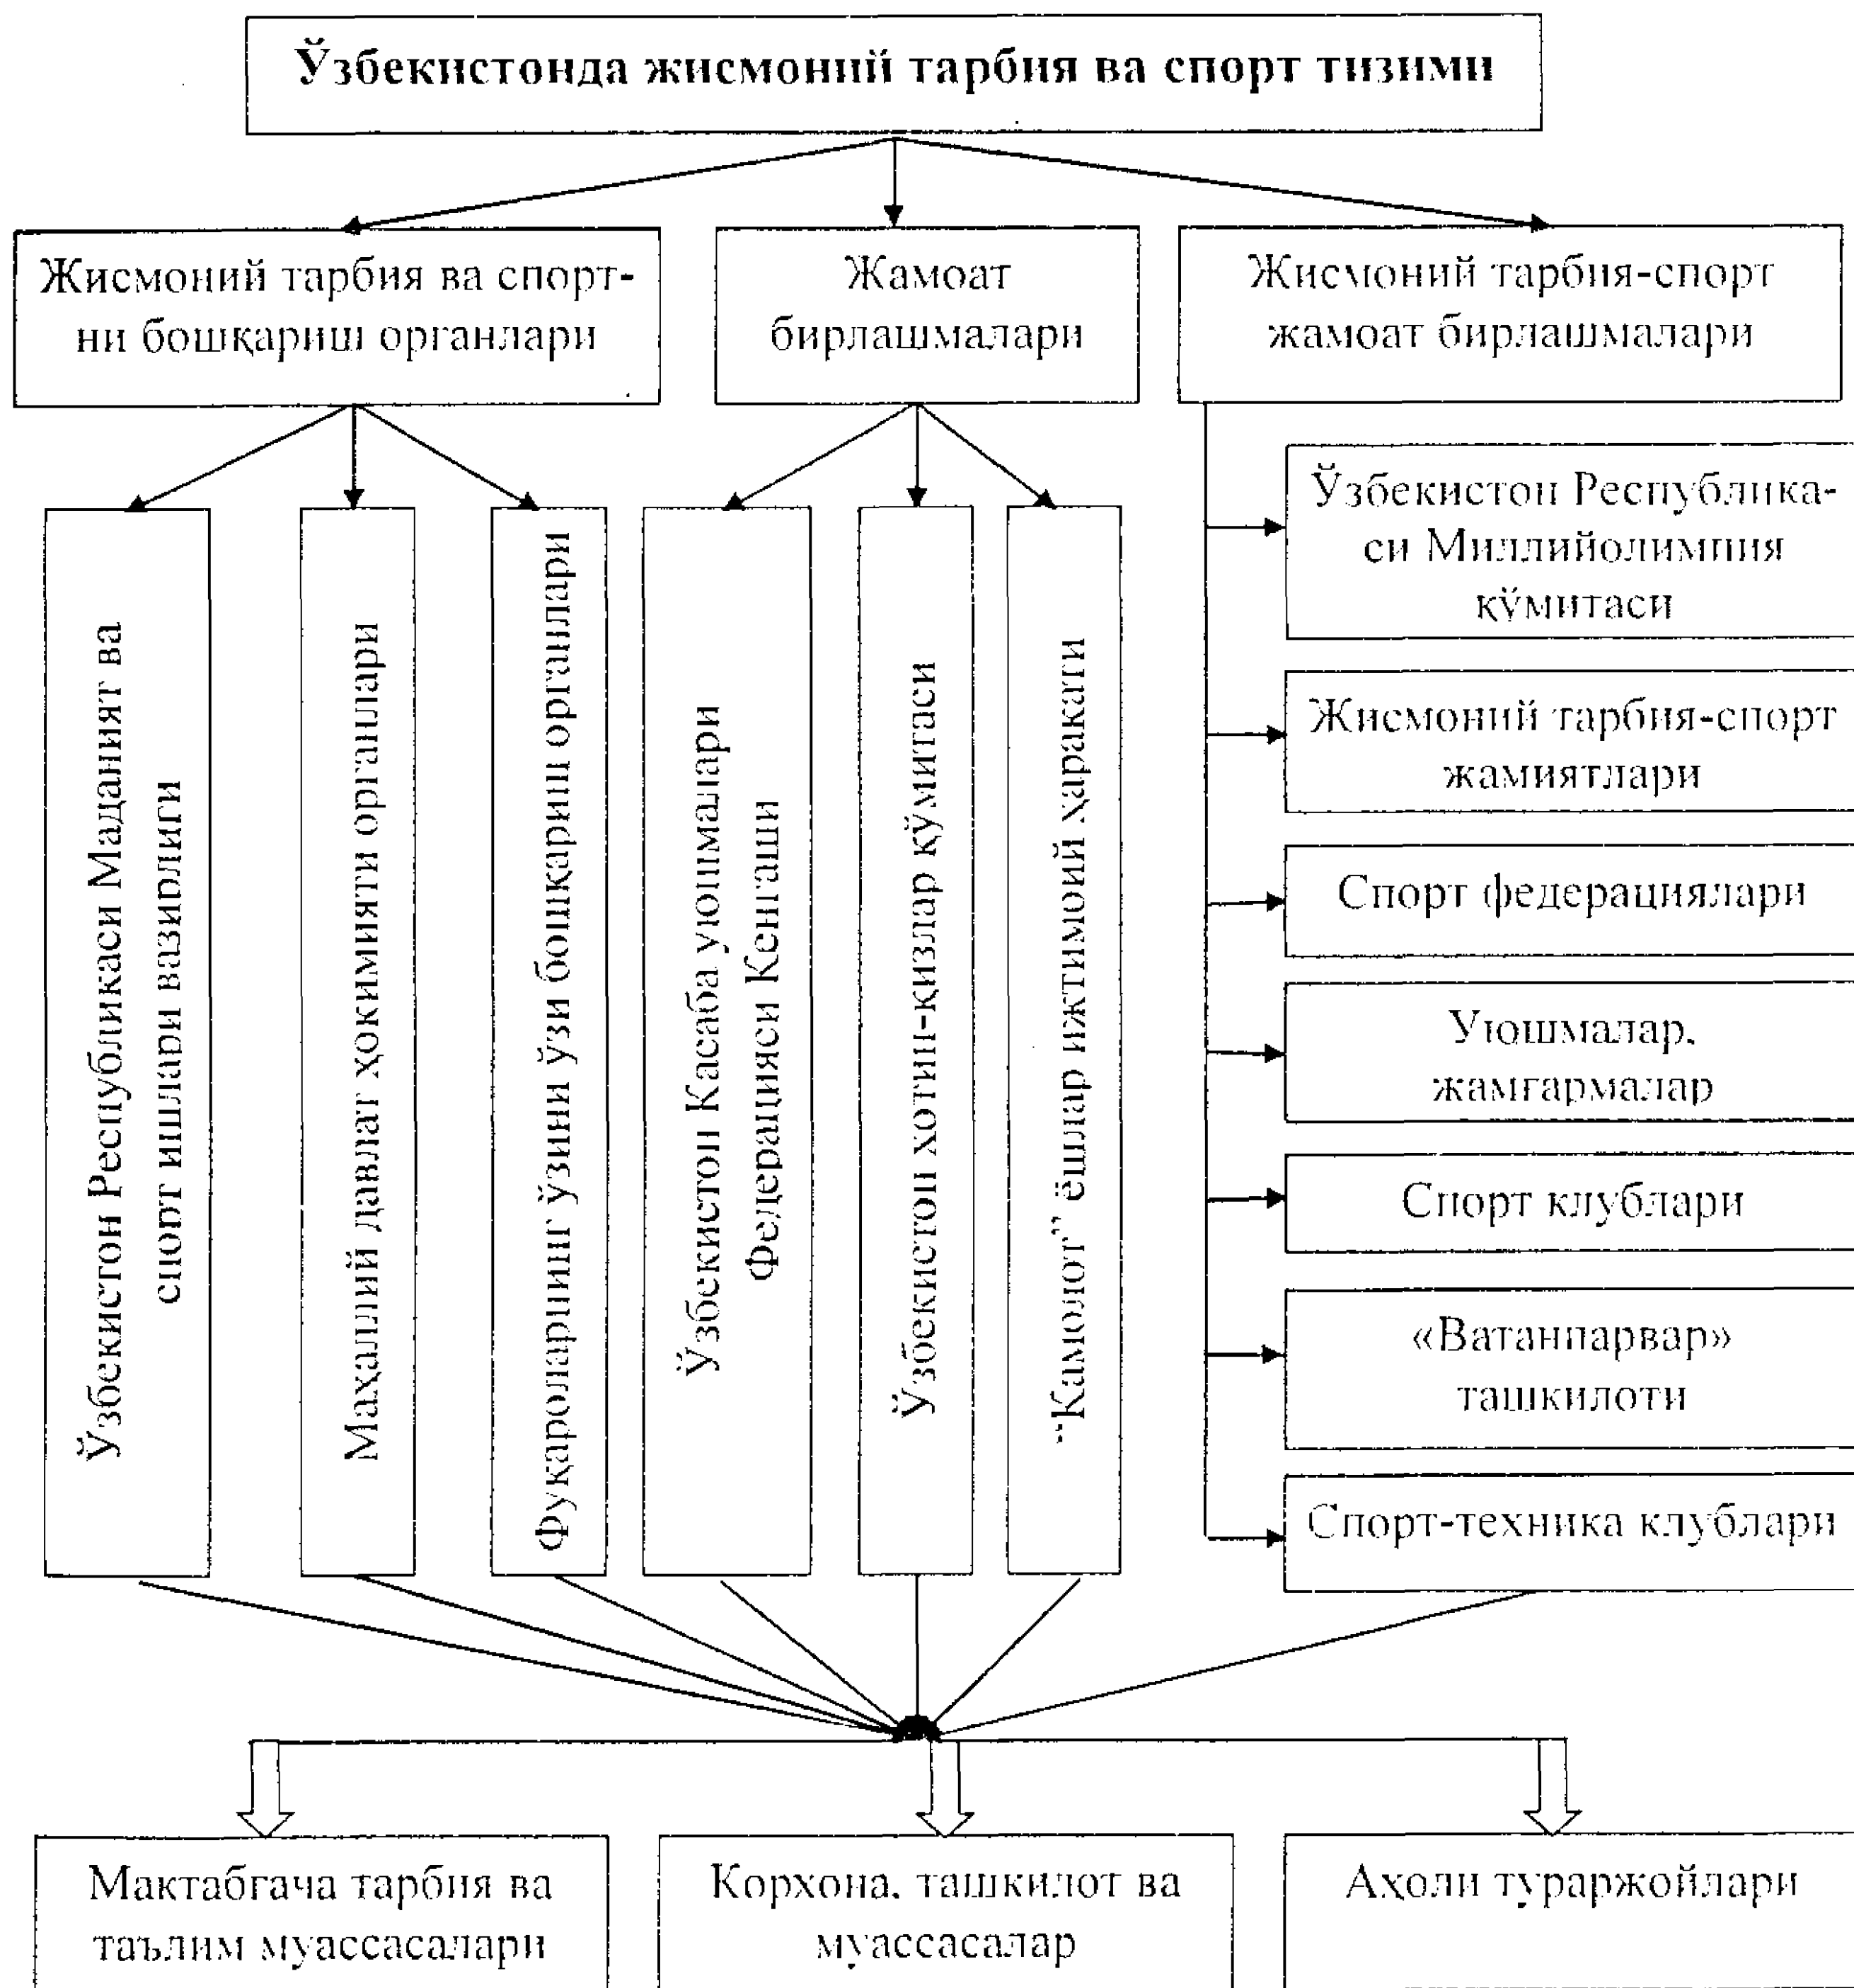 Ўзбекистонда жисмоний тарбия ва спорт тизими
Жисмоний тарбия ва спорт-
ни бошқариш органлари
Жамоат
бирлашмалари
Жисмоний тарбия-спорт
жамоат бирлашмалари
Ўзбекистон Республикаси Маданият ва
спорт ишлари вазирлиги
Маҳаллий давлат ҳокимияти органлари
Фуқароларнинг ўзини ўзи бошқариш органлари
Ўзбекистон Касаба уюшмалари
Федерацияси Кенгаши
Ўзбекистон хотин-қизлар қўмитаси
“Камолот” ёшлар ижтимоий ҳаракати
Ўзбекистон Республика-
си Миллийолимпия
қўмитаси
Жисмоний тарбия-спорт
жамиятлари
Спорт федерациялари
Уюшмалар,
жамғармалар
Спорт клублари
«Ватанпарвар»
ташкилоти
Спорт-техника клублари
Мактабгача тарбия ва
таълим муассасалари
Корхона, ташкилот ва
муассасалар
Аҳоли тураржойлари